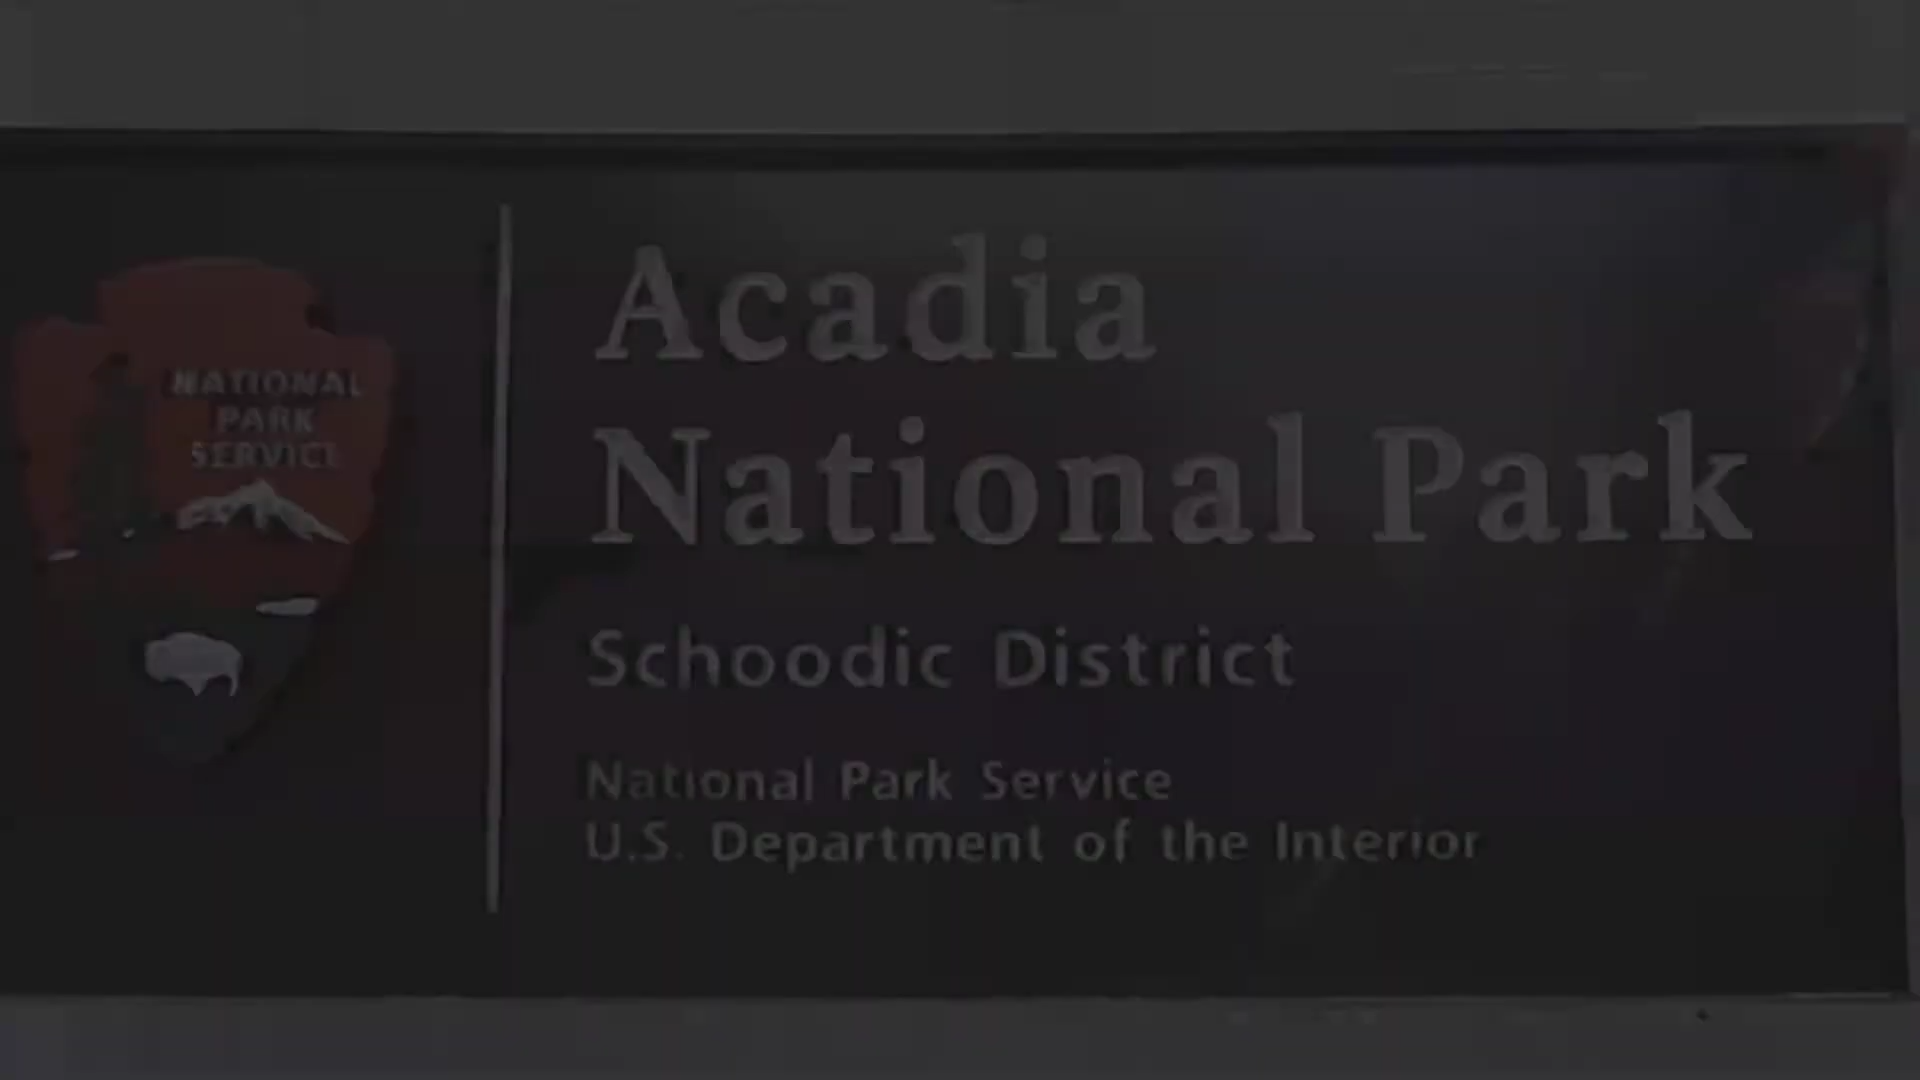 NATIONAL
PARK
SERVICE
Acadia
National Park
Schoodic District
National Park Service
U.S. Department of the Interior